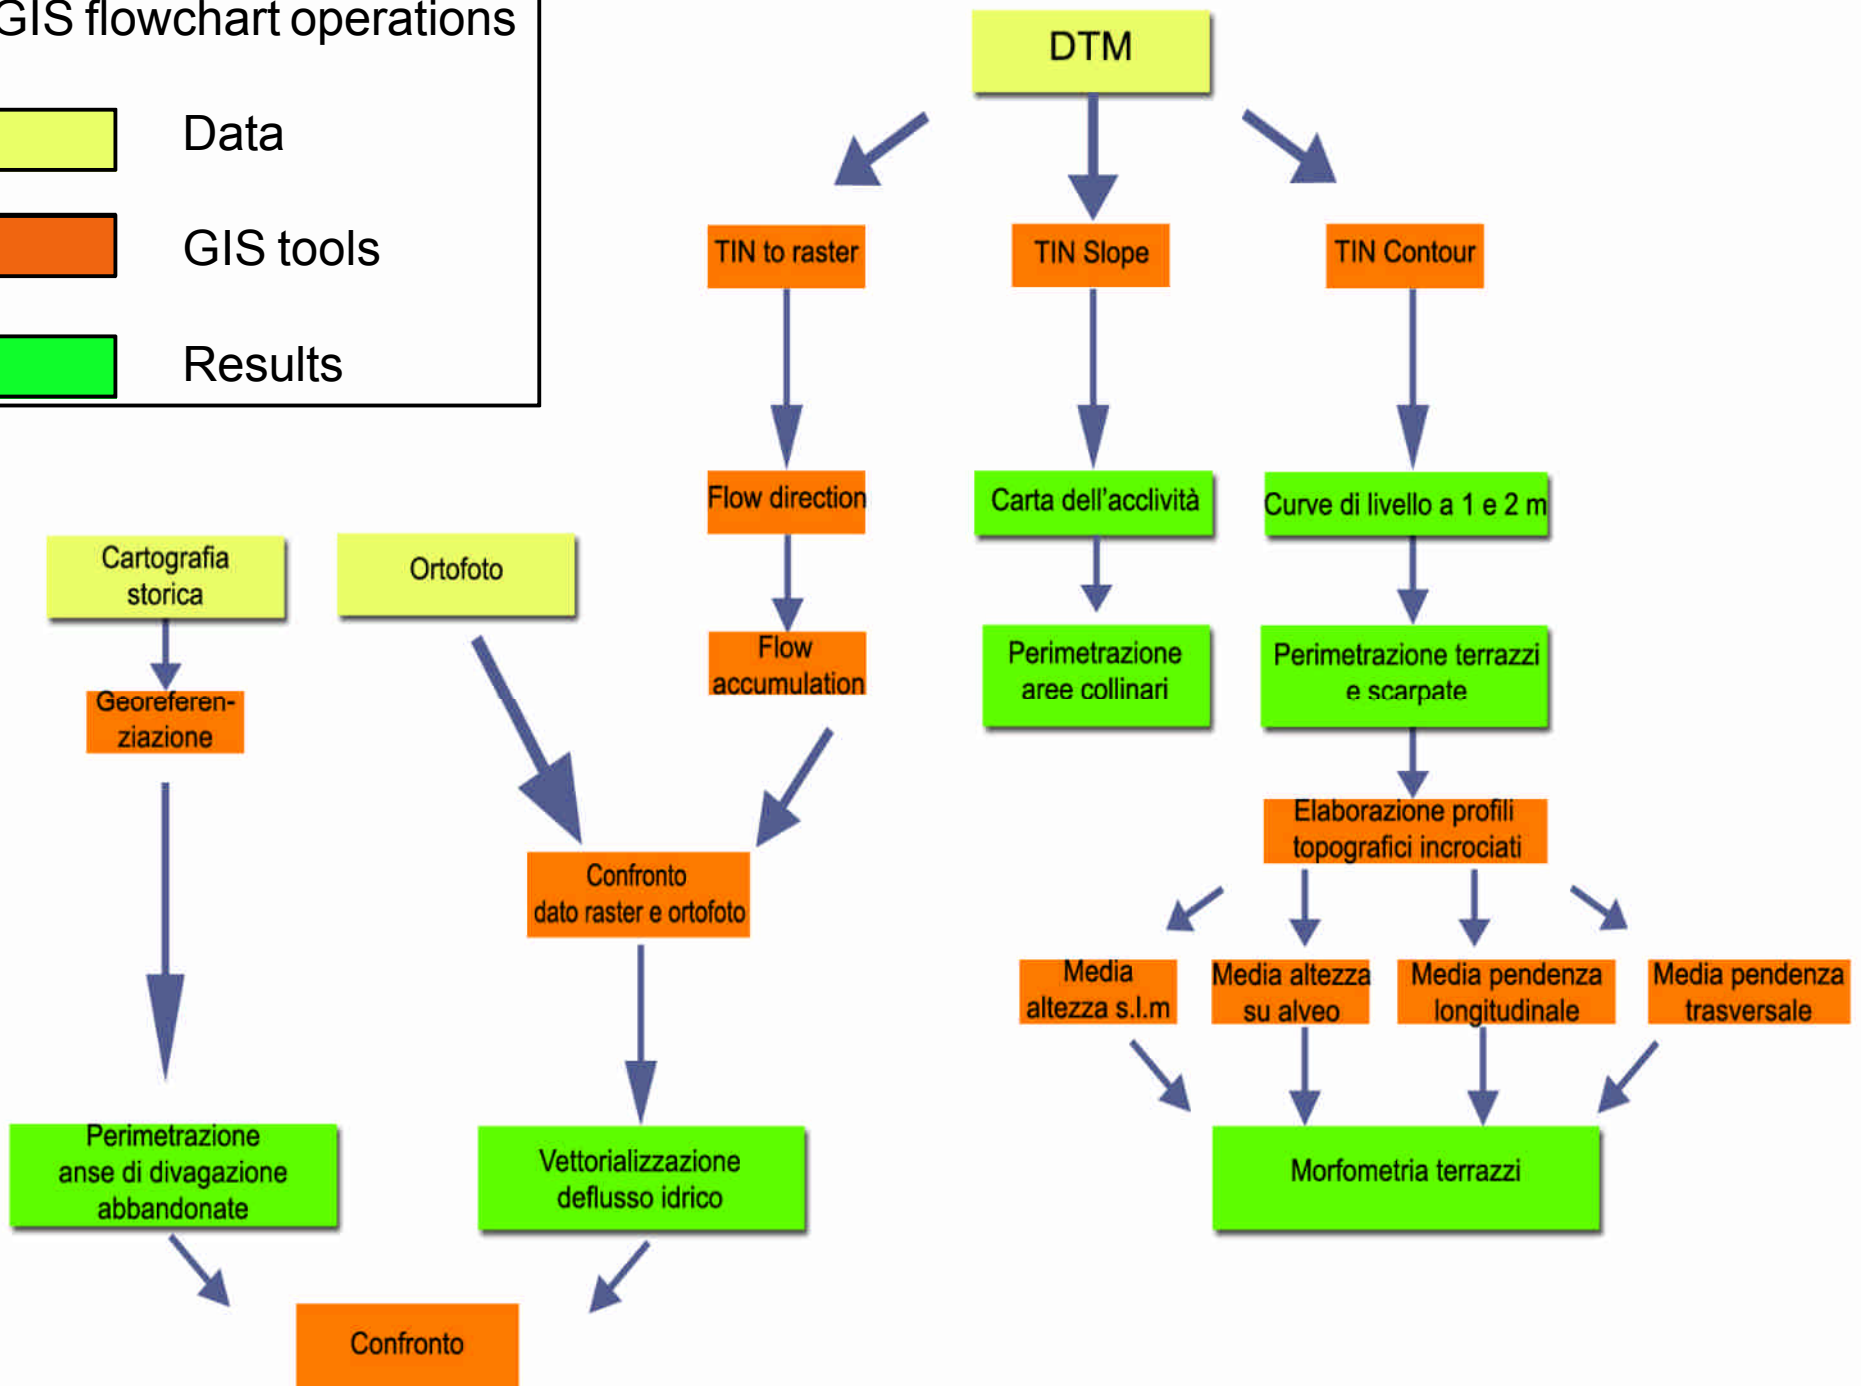 GIS flowchart operations
Data
GIS tools
Results
DTM
TIN to raster
TIN Slope
TIN Contour
Flow direction
Carta dell'acclività
Curve di livello a 1 e 2 m
Cartografia
storica
Ortofoto
Flow
accumulation
Perimetrazione
aree collinari
Perimetrazione terrazzi
e scarpate
Georeferen-
ziazione
Elaborazione profili
topografici incrociati
Confronto
dato raster e ortofoto
Media
altezza s.l.m
Media altezza
su alveo
Media pendenza
longitudinale
Media pendenza
trasversale
Perimetrazione
anse di divagazione
abbandonate
Vettorializzazione
deflusso idrico
Morfometria terrazzi
Confronto